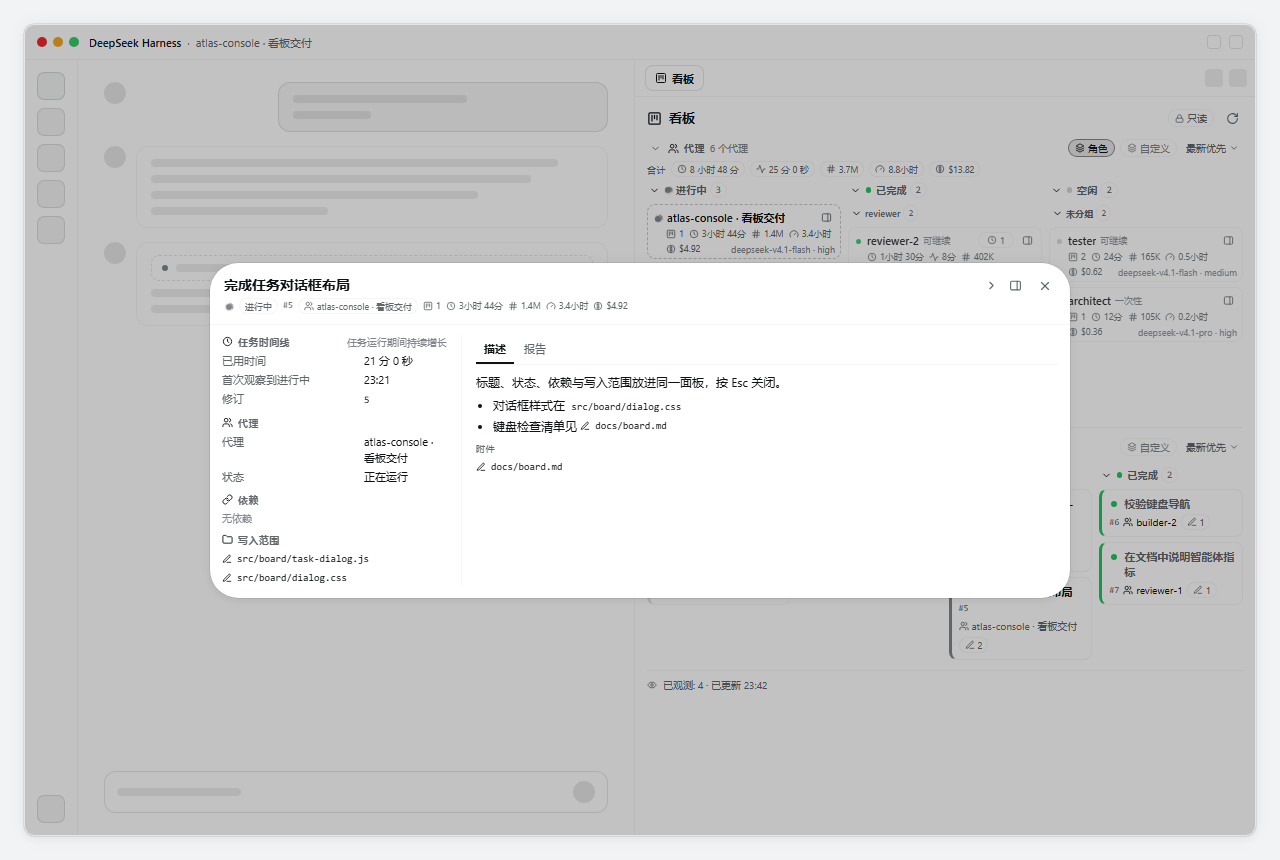 DeepSeek Harness · atlas-console · 看板交付
看板
看板
只读
代理 6 个代理
角色
自定义
最新优先
合计 8 小时 48 分 25 分 0 秒 # 3.7M 8.8小时 $13.82
进行中 3
atlas-console · 看板交付
1 3小时 44分 # 1.4M 3.4小时
$4.92 deepseek-v4.1-flash · high
已完成 2
reviewer 2
reviewer-2 可继续 1
1小时 30分 8分 # 402K
空闲 2
未分组 2
tester 可继续
2 24分 # 165K 0.5小时
$0.62 deepseek-v4.1-flash · medium
architect 一次性
1 12分 # 105K 0.2小时
$0.36 deepseek-v4.1-pro · high
完成任务对话框布局
进行中 #5 atlas-console · 看板交付 1 3小时 44分 # 1.4M 3.4小时 $4.92
任务时间线 任务运行期间持续增长
已用时间 21 分 0 秒
首次观察到进行中 23:21
修订 5
代理
代理 atlas-console ·
看板交付
状态 正在运行
依赖
无依赖
写入范围
src/board/task-dialog.js
src/board/dialog.css
描述
报告
标题、状态、依赖与写入范围放进同一面板，按 Esc 关闭。
• 对话框样式在 src/board/dialog.css
• 键盘检查清单见 docs/board.md
附件
docs/board.md
自定义
最新优先
已完成 2
校验键盘导航
#6 builder-2 1
在文档中说明智能体指
标
#7 reviewer-1 1
#5
atlas-console · 看板交付
2
已观测: 4 · 已更新 23:42